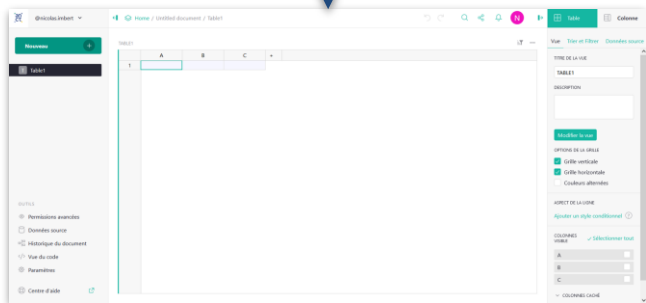 @nicolas.imbert
Home / Untitled document / Table1
N
Table
Colonne
Nouveau
+
Table1
TABLE1
A B C +
1
Vue Trier et Filtrer Données source
TITRE DE LA VUE
TABLE1
DESCRIPTION
Modifier la vue
OPTIONS DE LA GRILLE
Grille verticale
Grille horizontale
Couleurs alternées
ASPECT DE LA LIGNE
Ajouter un style conditionnel
COLONNES VISIBLE
Sélectionner tout
A
B
C
COLONNES CACHÉ
OUTILS
Permissions avancées
Données source
Historique du document
Vue du code
Paramètres
Centre d'aide